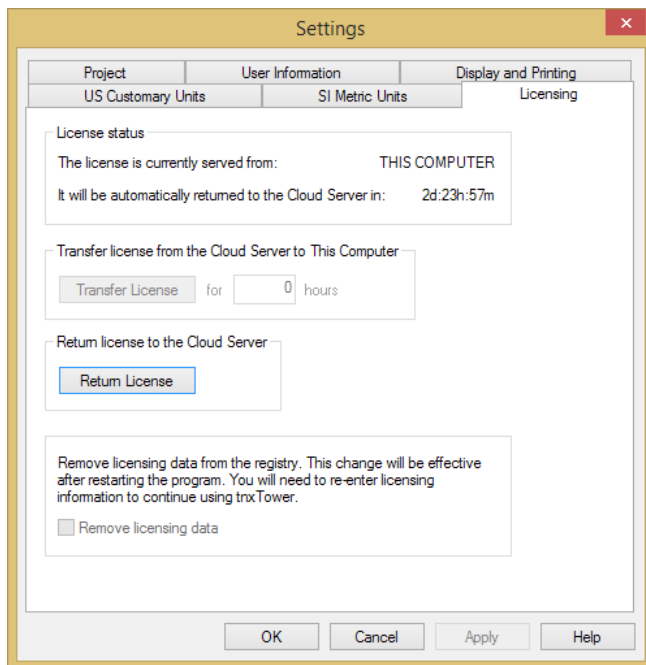 Settings
Project
User Information
Display and Printing
US Customary Units
SI Metric Units
Licensing
License status
The license is currently served from: THIS COMPUTER
It will be automatically returned to the Cloud Server in: 2d:23h:57m
Transfer license from the Cloud Server to This Computer
Transfer License for 0 hours
Return license to the Cloud Server
Return License
Remove licensing data from the registry. This change will be effective
after restarting the program. You will need to re-enter licensing
information to continue using tnxTower.
Remove licensing data
OK Cancel Apply Help